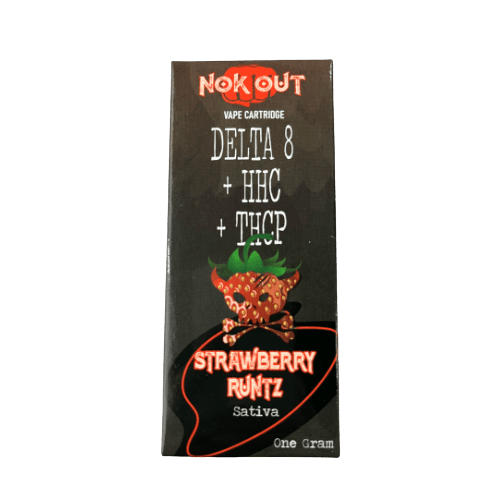 NOK OUT
VAPE CARTRIDGE
DELTA 8
+ HHC
+ THCP
STRAWBERRY
RUNTZ
Sativa
One Gram